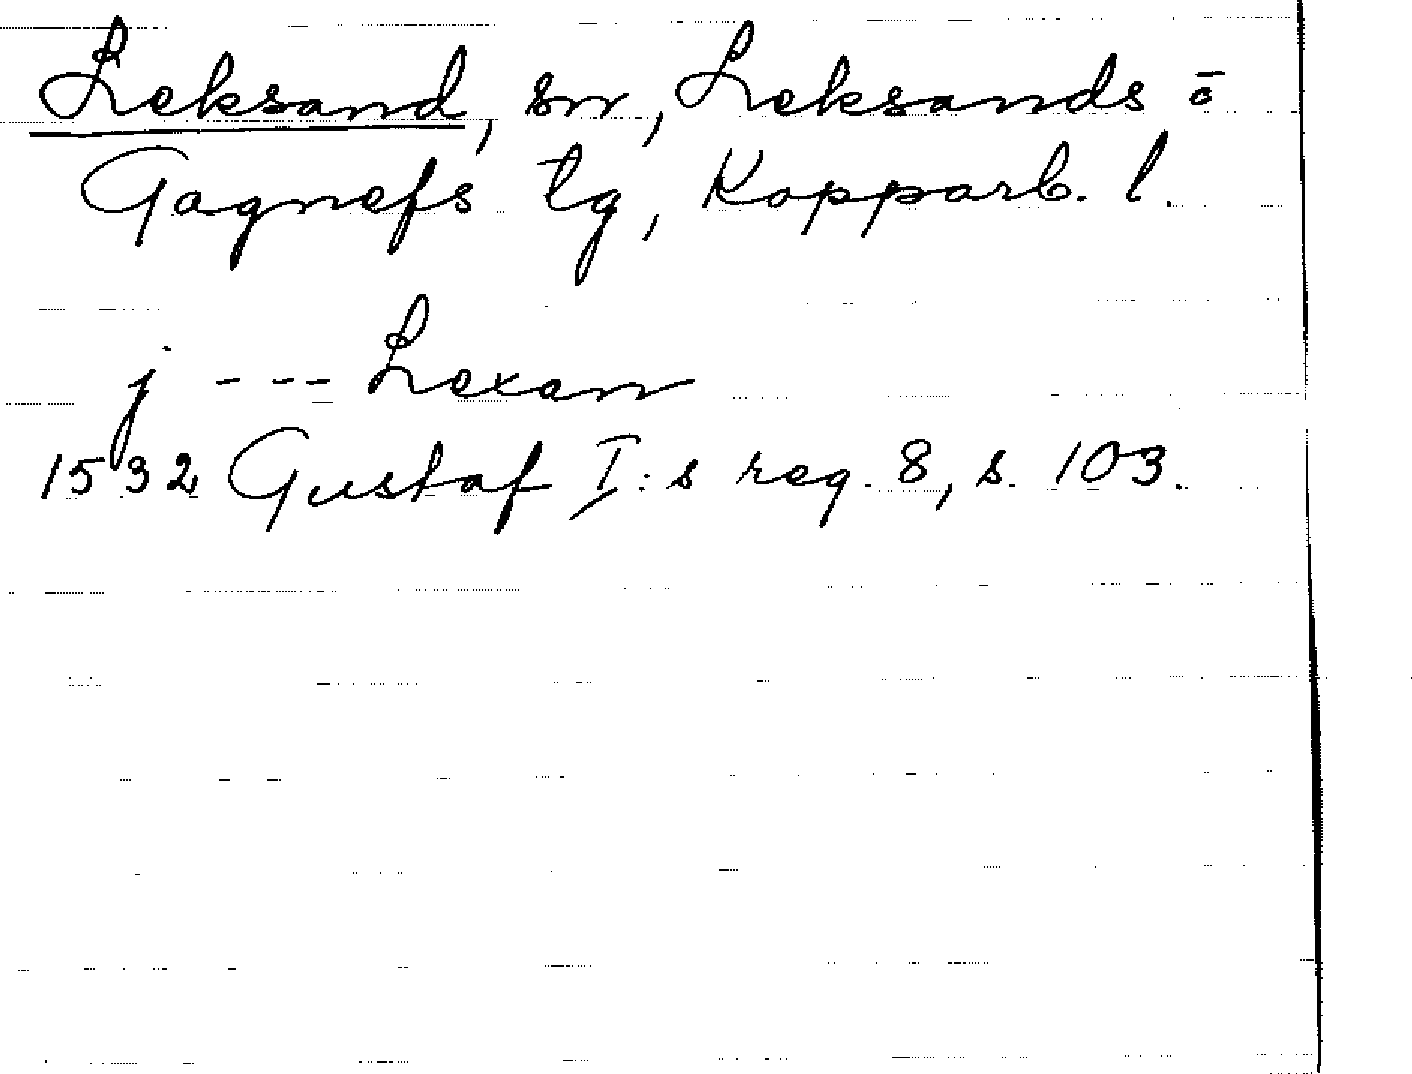 Leksand, sn, Leksands o
Gagnefs tg, Kopparb. l.
j --- Lexan
1532 Gustaf I:s reg. 8, s. 103.